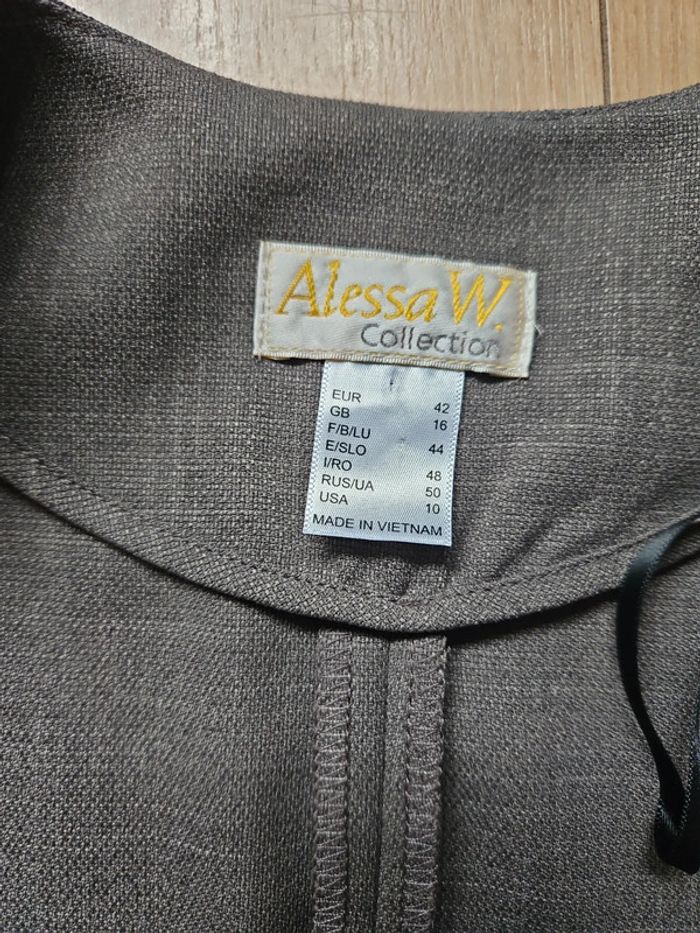 Alessa W.
Collection
EUR 42
GB 16
F/B/LU 44
E/SLO
I/RO 48
RUS/UA 50
USA 10
MADE IN VIETNAM